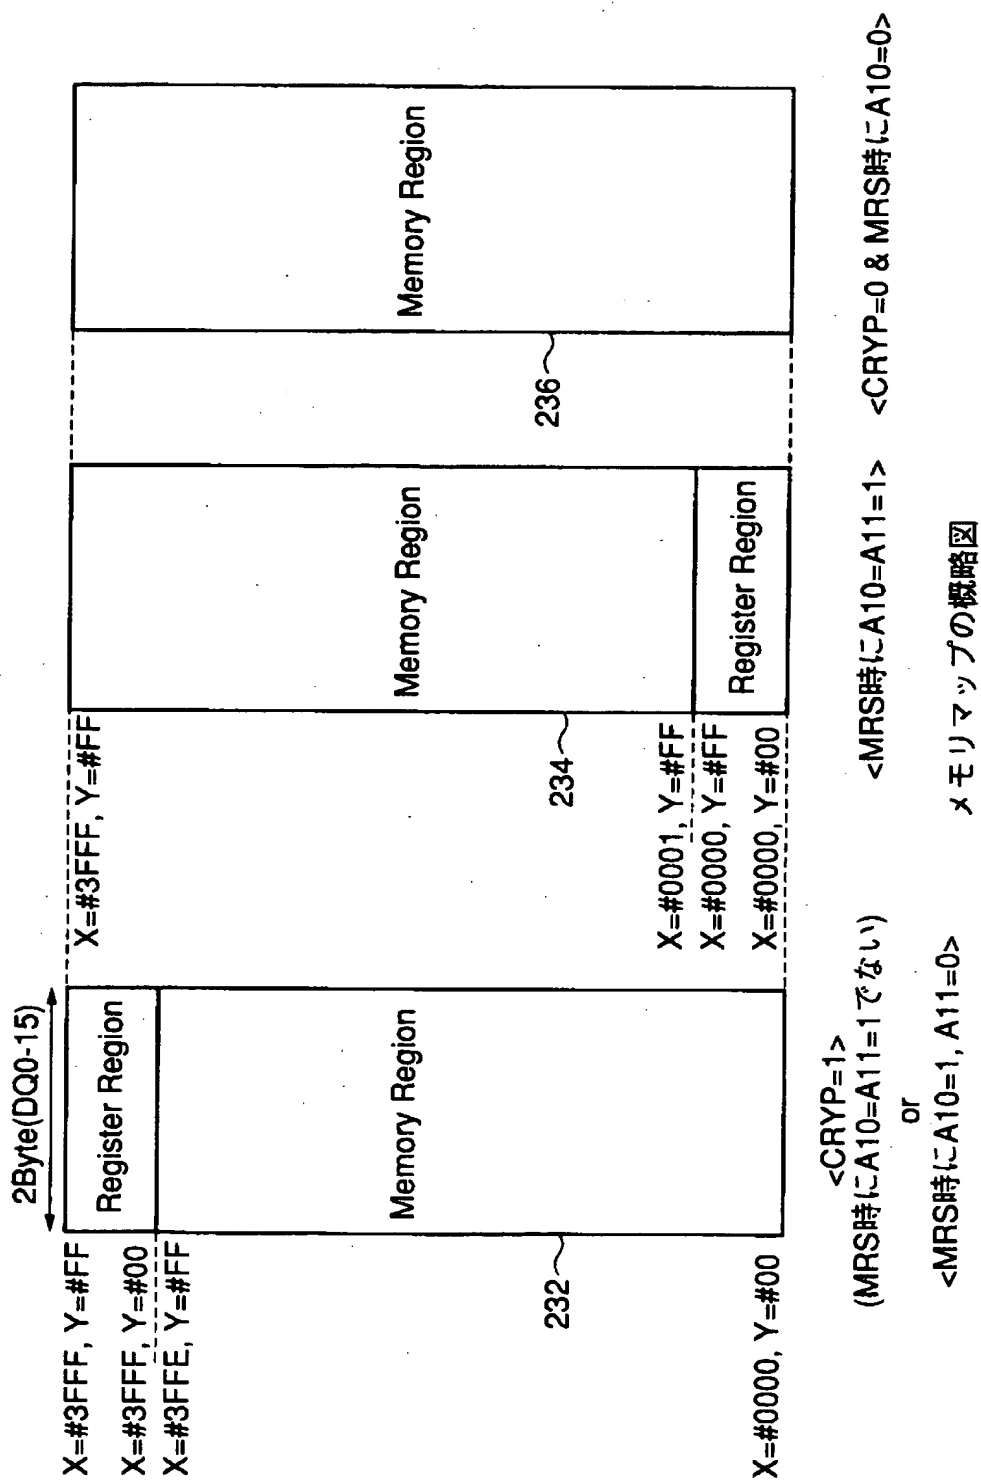 2Byte(DQ0-15)
X=#3FFF, Y=#FF
Register Region
X=#3FFF, Y=#00
X=#3FFE, Y=#FF
Memory Region
232
X=#0000, Y=#00
<CRYP=1>
(MRS時にA10=A11=1でない)
or
<MRS時にA10=1, A11=0>
X=#3FFF, Y=#FF
Memory Region
234
X=#0001, Y=#FF
X=#0000, Y=#FF
Register Region
X=#0000, Y=#00
<MRS時にA10=A11=1>
Memory Region
236
<CRYP=0 & MRS時にA10=0>
メモリマップの概略図